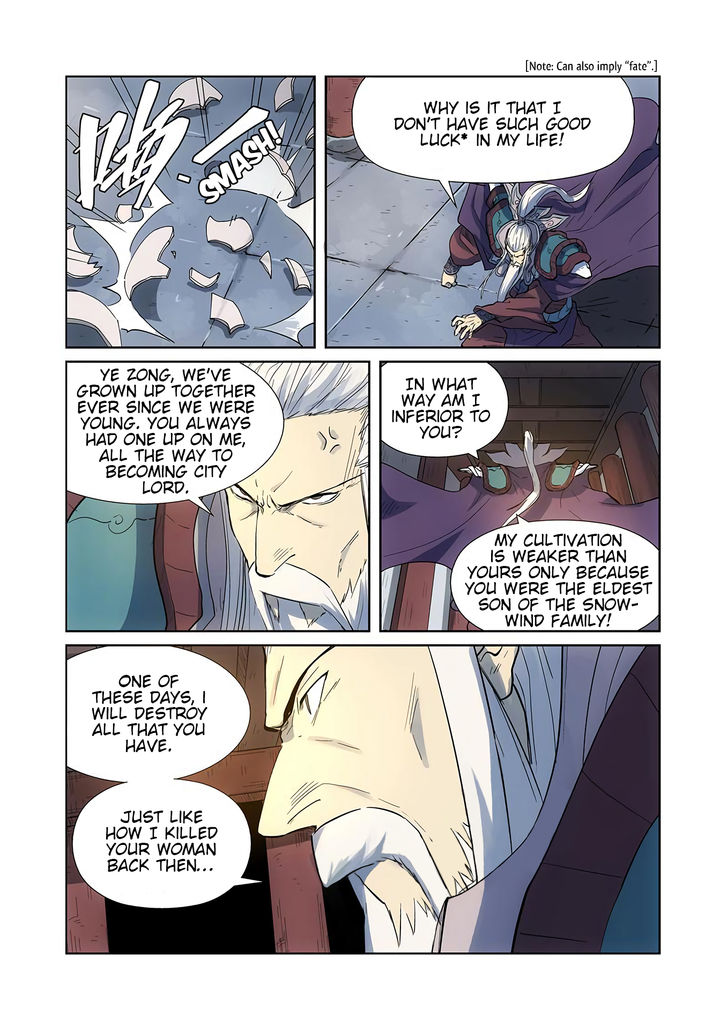 [Note: Can also imply “fate”.]
SMASH!
WHY IS IT THAT I
DON'T HAVE SUCH GOOD
LUCK* IN MY LIFE!
YE ZONG, WE'VE
GROWN UP TOGETHER
EVER SINCE WE WERE
YOUNG. YOU ALWAYS
HAD ONE UP ON ME,
ALL THE WAY TO
BECOMING CITY
LORD.
IN WHAT
WAY AM I
INFERIOR TO
YOU?
MY CULTIVATION
IS WEAKER THAN
YOURS ONLY BECAUSE
YOU WERE THE ELDEST
SON OF THE SNOW-
WIND FAMILY!
ONE OF
THESE DAYS, I
WILL DESTROY
ALL THAT YOU
HAVE.
JUST LIKE
HOW I KILLED
YOUR WOMAN
BACK THEN...